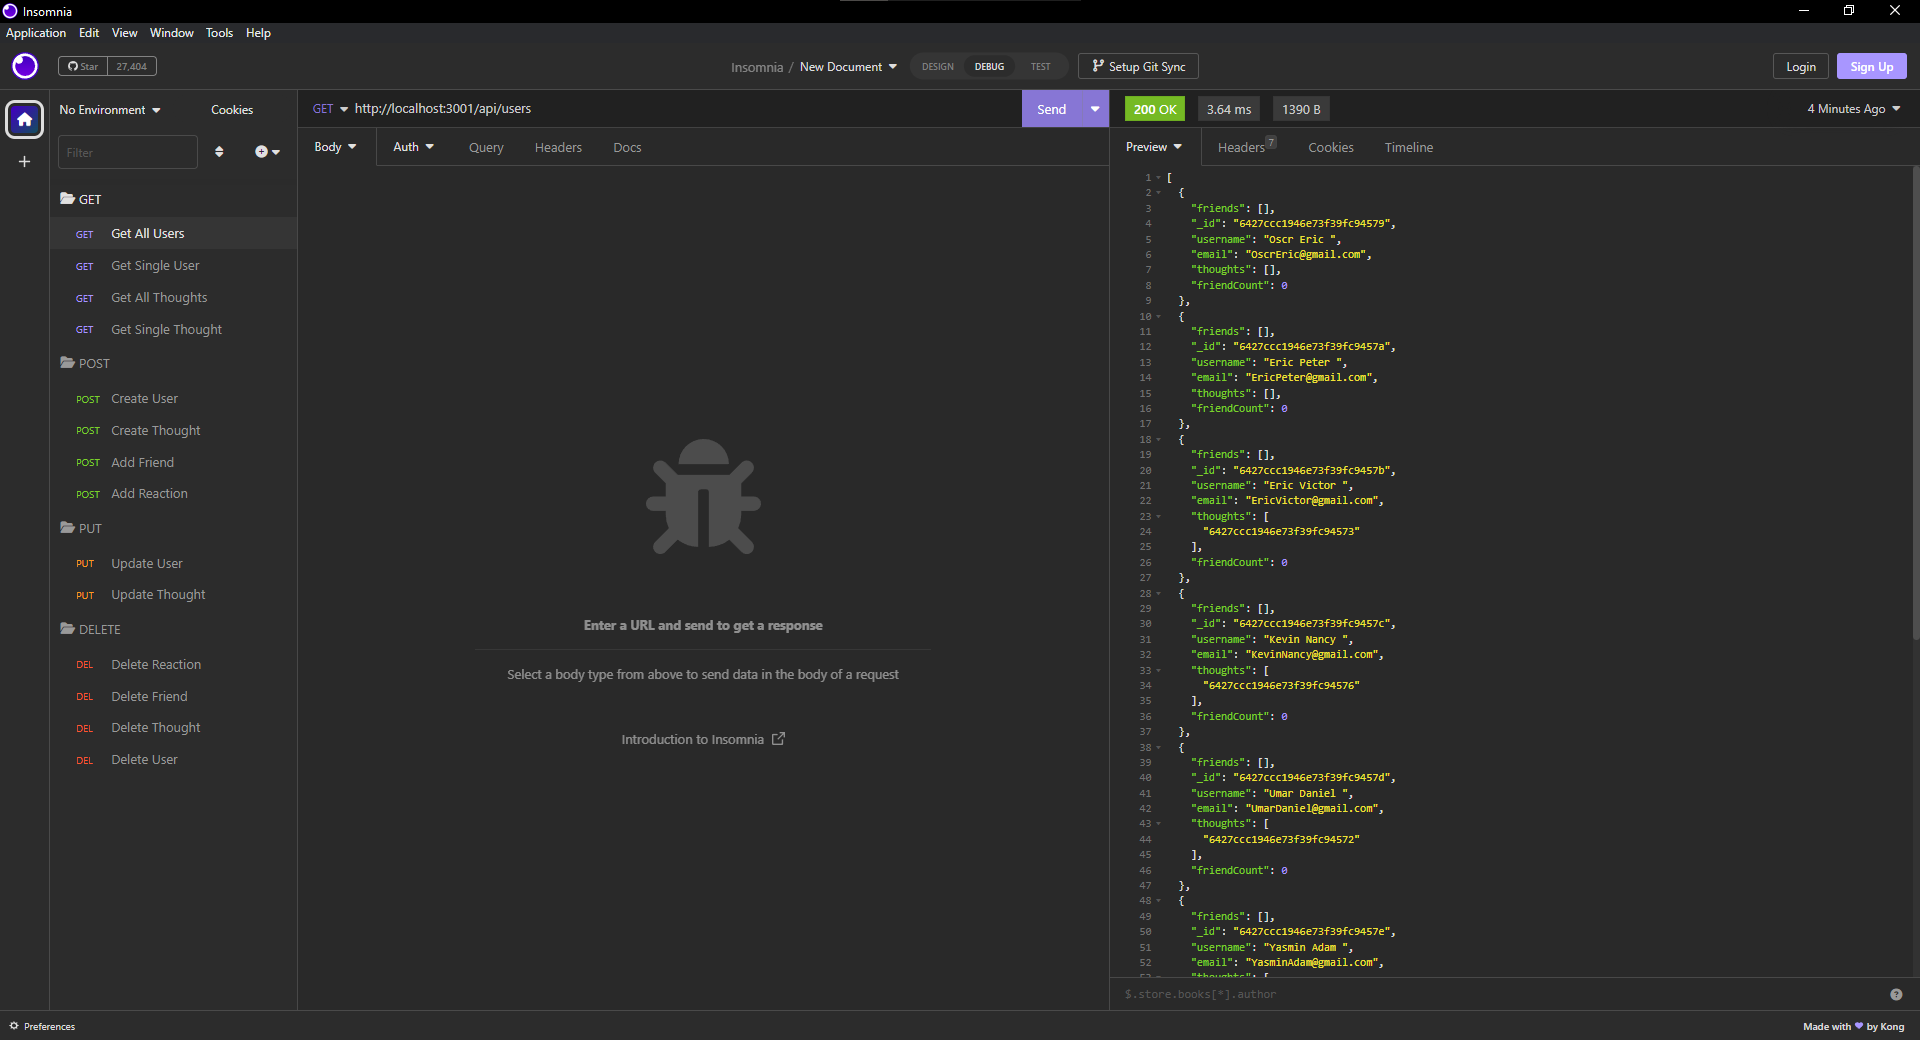 Insomnia
Application Edit View Window Tools Help
Star 27,404
Insomnia / New Document
DESIGN DEBUG TEST
Setup Git Sync
Login Sign Up
No Environment Cookies
Filter
GET
GET Get All Users
GET Get Single User
GET Get All Thoughts
GET Get Single Thought
POST
POST Create User
POST Create Thought
POST Add Friend
POST Add Reaction
PUT
PUT Update User
PUT Update Thought
DELETE
DEL Delete Reaction
DEL Delete Friend
DEL Delete Thought
DEL Delete User
GET http://localhost:3001/api/users Send
Body Auth Query Headers Docs
Enter a URL and send to get a response
Select a body type from above to send data in the body of a request
Introduction to Insomnia
200 OK 3.64 ms 1390 B 4 Minutes Ago
Preview Headers 7 Cookies Timeline
1 [
2 {
3 "friends": [],
4 "_id": "6427ccc1946e73f39fc94579",
5 "username": "Oscr Eric ",
6 "email": "OscrEric@gmail.com",
7 "thoughts": [],
8 "friendCount": 0
9 },
10 {
11 "friends": [],
12 "_id": "6427ccc1946e73f39fc9457a",
13 "username": "Eric Peter ",
14 "email": "EricPeter@gmail.com",
15 "thoughts": [],
16 "friendCount": 0
17 },
18 {
19 "friends": [],
20 "_id": "6427ccc1946e73f39fc9457b",
21 "username": "Eric Victor ",
22 "email": "EricVictor@gmail.com",
23 "thoughts": [
24 "6427ccc1946e73f39fc94573"
25 ],
26 "friendCount": 0
27 },
28 {
29 "friends": [],
30 "_id": "6427ccc1946e73f39fc9457c",
31 "username": "Kevin Nancy ",
32 "email": "KevinNancy@gmail.com",
33 "thoughts": [
34 "6427ccc1946e73f39fc94576"
35 ],
36 "friendCount": 0
37 },
38 {
39 "friends": [],
40 "_id": "6427ccc1946e73f39fc9457d",
41 "username": "Umar Daniel ",
42 "email": "UmarDaniel@gmail.com",
43 "thoughts": [
44 "6427ccc1946e73f39fc94572"
45 ],
46 "friendCount": 0
47 },
48 {
49 "friends": [],
50 "_id": "6427ccc1946e73f39fc9457e",
51 "username": "Yasmin Adam ",
52 "email": "YasminAdam@gmail.com",
53 "thoughts": [
$.store.books[*].author
Preferences
Made with by Kong